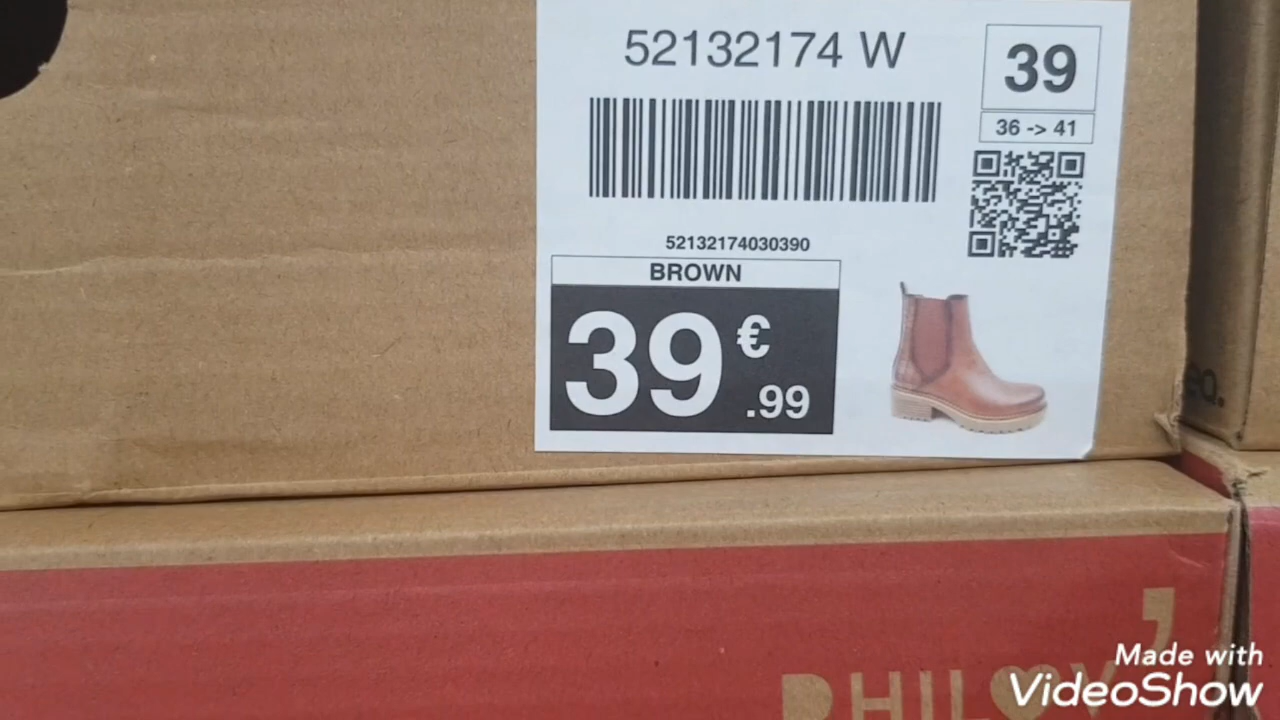 52132174 W
39
36 -> 41
52132174030390
BROWN
39€.99
Made with
VideoShow